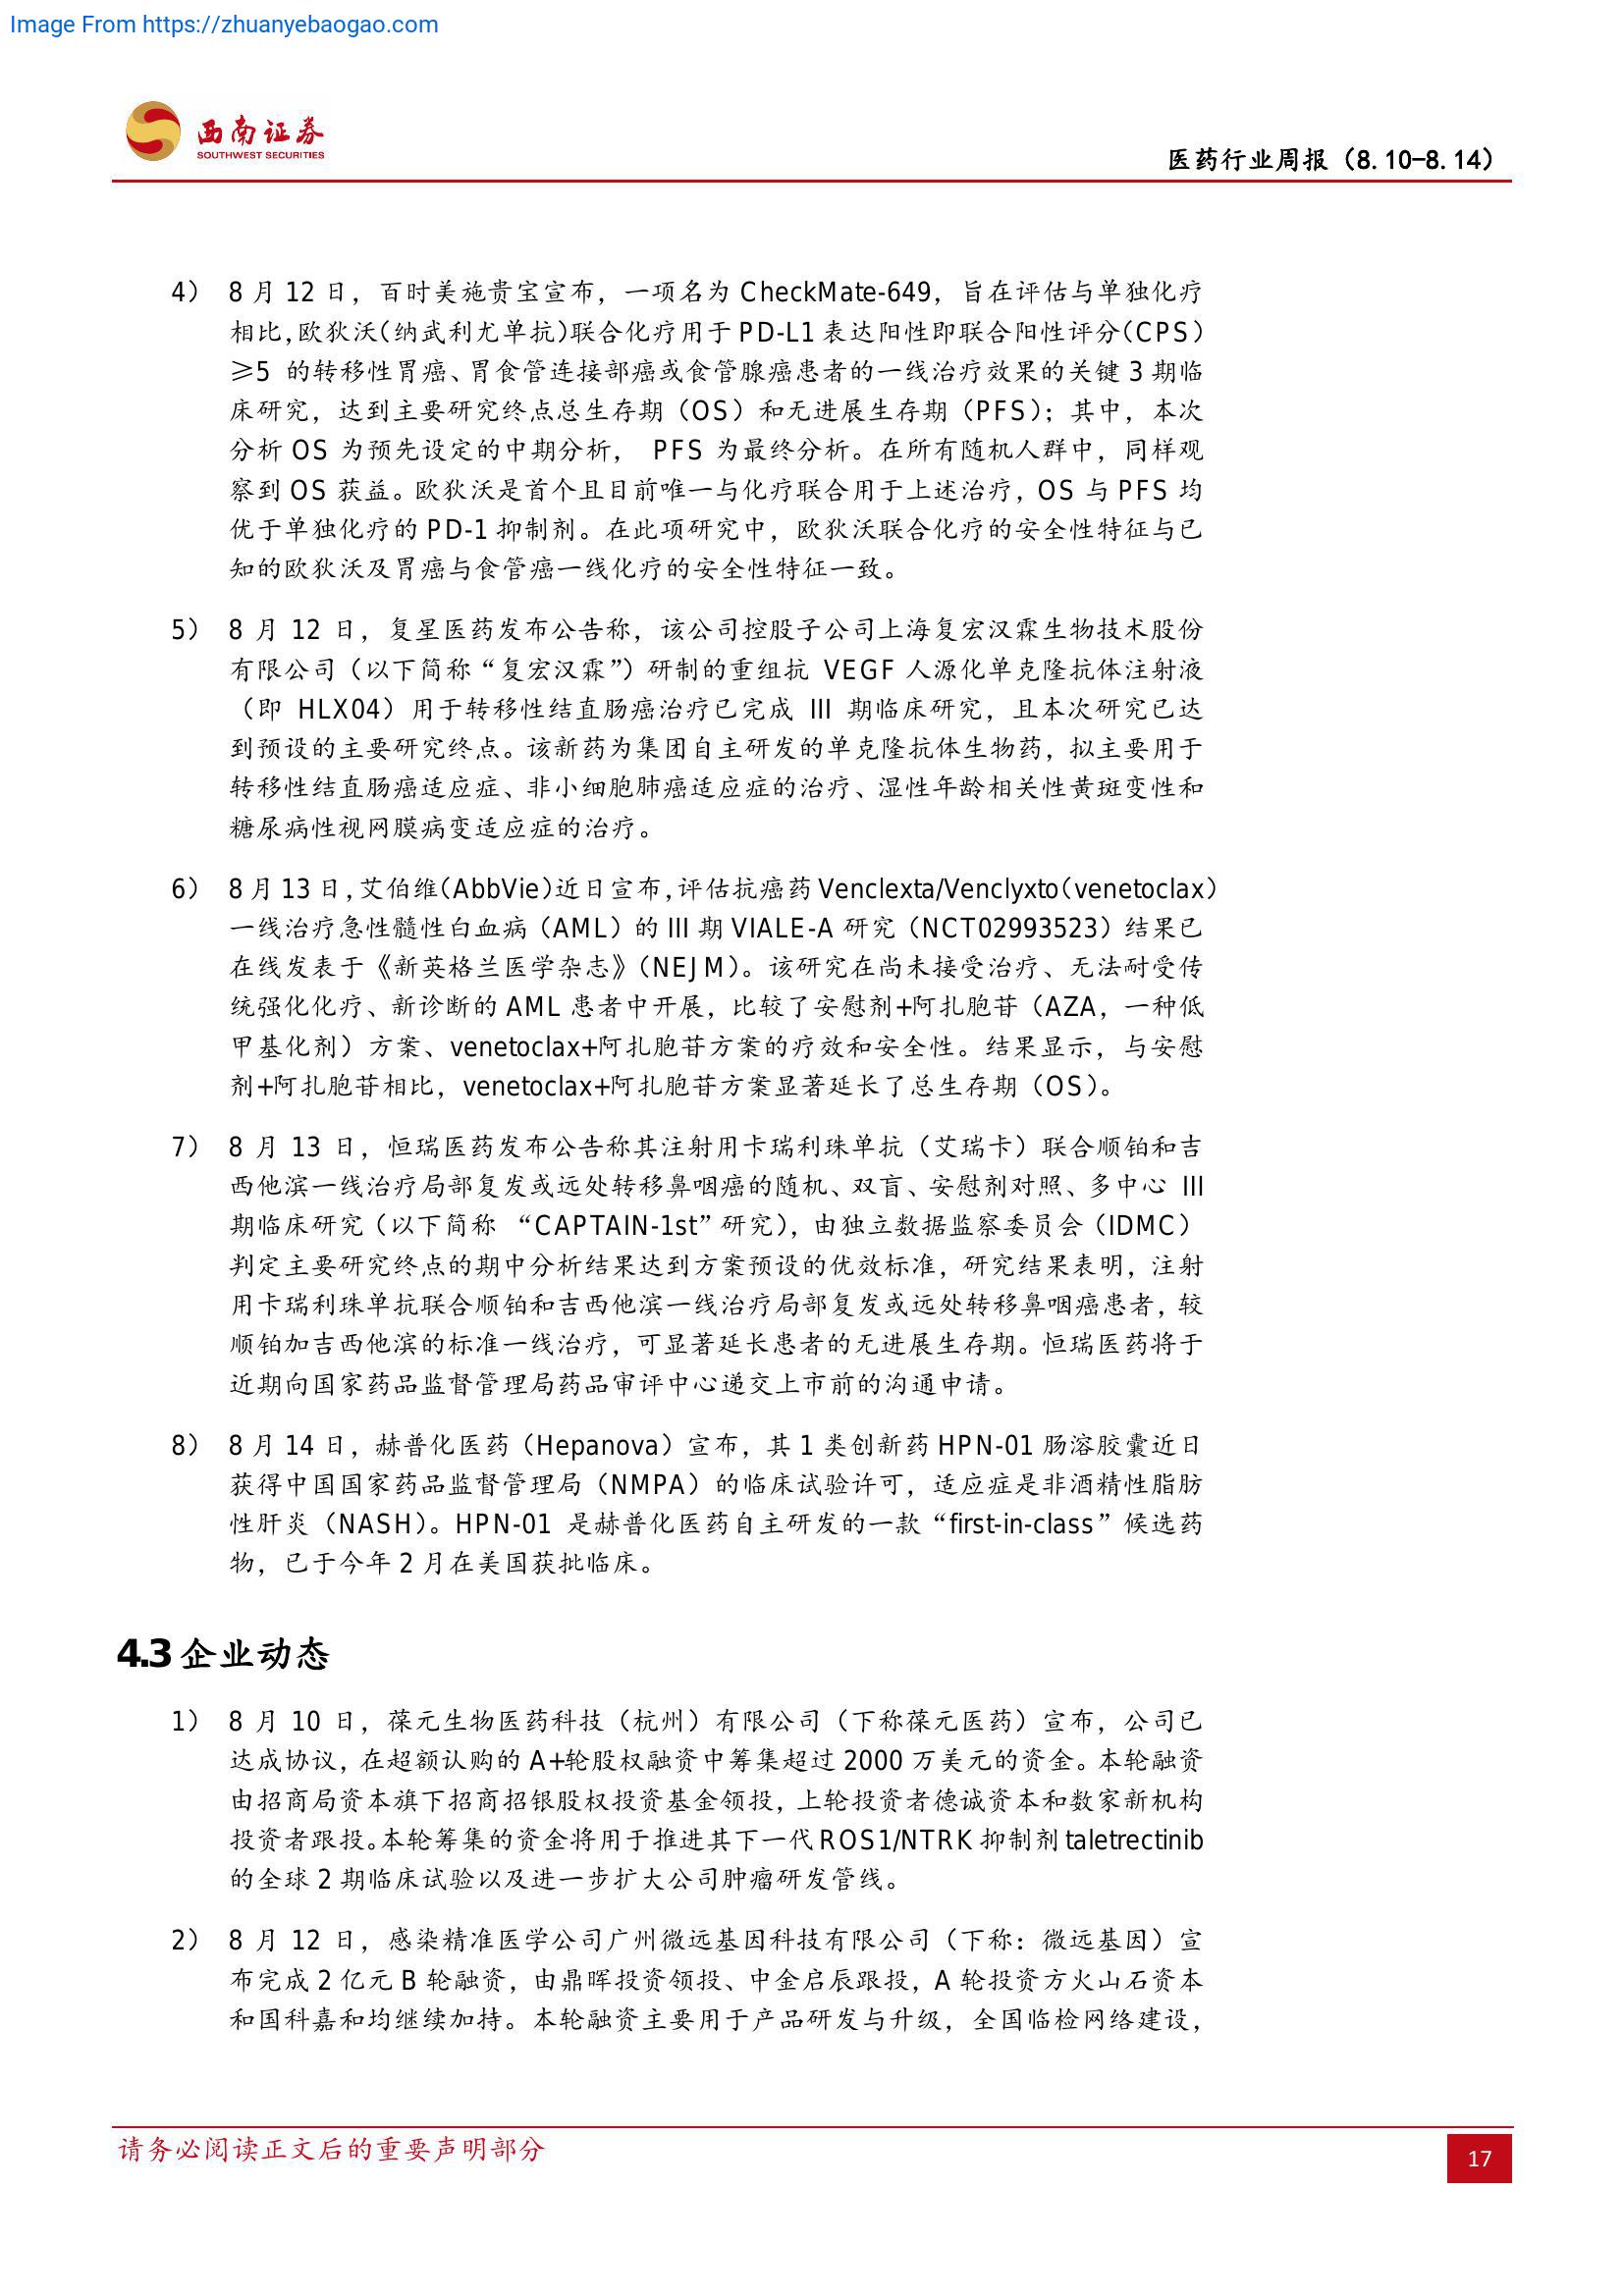 Image From https://zhuanyebaogao.com
西南证券
SOUTHWEST SECURITIES
医药行业周报（8.10-8.14）
4） 8 月 12 日，百时美施贵宝宣布，一项名为 CheckMate-649，旨在评估与单独化疗
相比,欧狄沃(纳武利尤单抗)联合化疗用于 PD-L1 表达阳性即联合阳性评分(CPS)
≥5 的转移性胃癌、胃食管连接部癌或食管腺癌患者的一线治疗效果的关键 3 期临
床研究，达到主要研究终点总生存期（OS）和无进展生存期（PFS）；其中，本次
分析 OS 为预先设定的中期分析， PFS 为最终分析。在所有随机人群中，同样观
察到 OS 获益。欧狄沃是首个且目前唯一与化疗联合用于上述治疗，OS 与 PFS 均
优于单独化疗的 PD-1 抑制剂。在此项研究中，欧狄沃联合化疗的安全性特征与已
知的欧狄沃及胃癌与食管癌一线化疗的安全性特征一致。
5） 8 月 12 日，复星医药发布公告称，该公司控股子公司上海复宏汉霖生物技术股份
有限公司（以下简称“复宏汉霖”）研制的重组抗 VEGF 人源化单克隆抗体注射液
（即 HLX04）用于转移性结直肠癌治疗已完成 III 期临床研究，且本次研究已达
到预设的主要研究终点。该新药为集团自主研发的单克隆抗体生物药，拟主要用于
转移性结直肠癌适应症、非小细胞肺癌适应症的治疗、湿性年龄相关性黄斑变性和
糖尿病性视网膜病变适应症的治疗。
6） 8 月 13 日,艾伯维(AbbVie)近日宣布,评估抗癌药 Venclexta/Venclyxto(venetoclax)
一线治疗急性髓性白血病（AML）的 III 期 VIALE-A 研究（NCT02993523）结果已
在线发表于《新英格兰医学杂志》（NEJM）。该研究在尚未接受治疗、无法耐受传
统强化化疗、新诊断的 AML 患者中开展，比较了安慰剂+阿扎胞苷（AZA，一种低
甲基化剂）方案、venetoclax+阿扎胞苷方案的疗效和安全性。结果显示，与安慰
剂+阿扎胞苷相比，venetoclax+阿扎胞苷方案显著延长了总生存期（OS）。
7） 8 月 13 日，恒瑞医药发布公告称其注射用卡瑞利珠单抗（艾瑞卡）联合顺铂和吉
西他滨一线治疗局部复发或远处转移鼻咽癌的随机、双盲、安慰剂对照、多中心 III
期临床研究（以下简称 “CAPTAIN-1st”研究），由独立数据监察委员会（IDMC）
判定主要研究终点的期中分析结果达到方案预设的优效标准，研究结果表明，注射
用卡瑞利珠单抗联合顺铂和吉西他滨一线治疗局部复发或远处转移鼻咽癌患者，较
顺铂加吉西他滨的标准一线治疗，可显著延长患者的无进展生存期。恒瑞医药将于
近期向国家药品监督管理局药品审评中心递交上市前的沟通申请。
8） 8 月 14 日，赫普化医药（Hepanova）宣布，其 1 类创新药 HPN-01 肠溶胶囊近日
获得中国国家药品监督管理局（NMPA）的临床试验许可，适应症是非酒精性脂肪
性肝炎（NASH）。HPN-01 是赫普化医药自主研发的一款“first-in-class”候选药
物，已于今年 2 月在美国获批临床。
4.3 企业动态
1） 8 月 10 日，葆元生物医药科技（杭州）有限公司（下称葆元医药）宣布，公司已
达成协议，在超额认购的 A+轮股权融资中筹集超过 2000 万美元的资金。本轮融资
由招商局资本旗下招商招银股权投资基金领投，上轮投资者德诚资本和数家新机构
投资者跟投。本轮筹集的资金将用于推进其下一代 ROS1/NTRK 抑制剂 taletrectinib
的全球 2 期临床试验以及进一步扩大公司肿瘤研发管线。
2） 8 月 12 日，感染精准医学公司广州微远基因科技有限公司（下称：微远基因）宣
布完成 2 亿元 B 轮融资，由鼎晖投资领投、中金启辰跟投，A 轮投资方火山石资本
和国科嘉和均继续加持。本轮融资主要用于产品研发与升级，全国临检网络建设，
请务必阅读正文后的重要声明部分
17